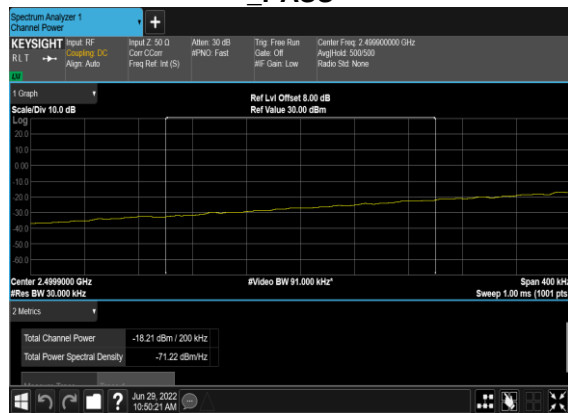 _PASS
Spectrum Analyzer 1
Channel Power
+
KEYSIGHT Input: RF Input Z: 50 Ω Atten: 30 dB Trig: Free Run Center Freq: 2.499900000 GHz
RLT Coupling: DC Corr CCorr #PNO: Fast Gate: Off Avg|Hold: 500/500
Align: Auto Freq Ref: Int (S) #IF Gain: Low Radio Std: None
1 Graph Ref Lvl Offset 8.00 dB
Scale/Div 10.0 dB Ref Value 30.00 dBm
Log
20.0
10.0
0.00
-10.0
-20.0
-30.0
-40.0
-50.0
-60.0
Center 2.4999000 GHz #Video BW 91.000 kHz* Span 400 kHz
#Res BW 30.000 kHz Sweep 1.00 ms (1001 pts
2 Metrics
Total Channel Power -18.21 dBm / 200 kHz
Total Power Spectral Density -71.22 dBm/Hz
? Jun 29, 2022
10:50:21 AM